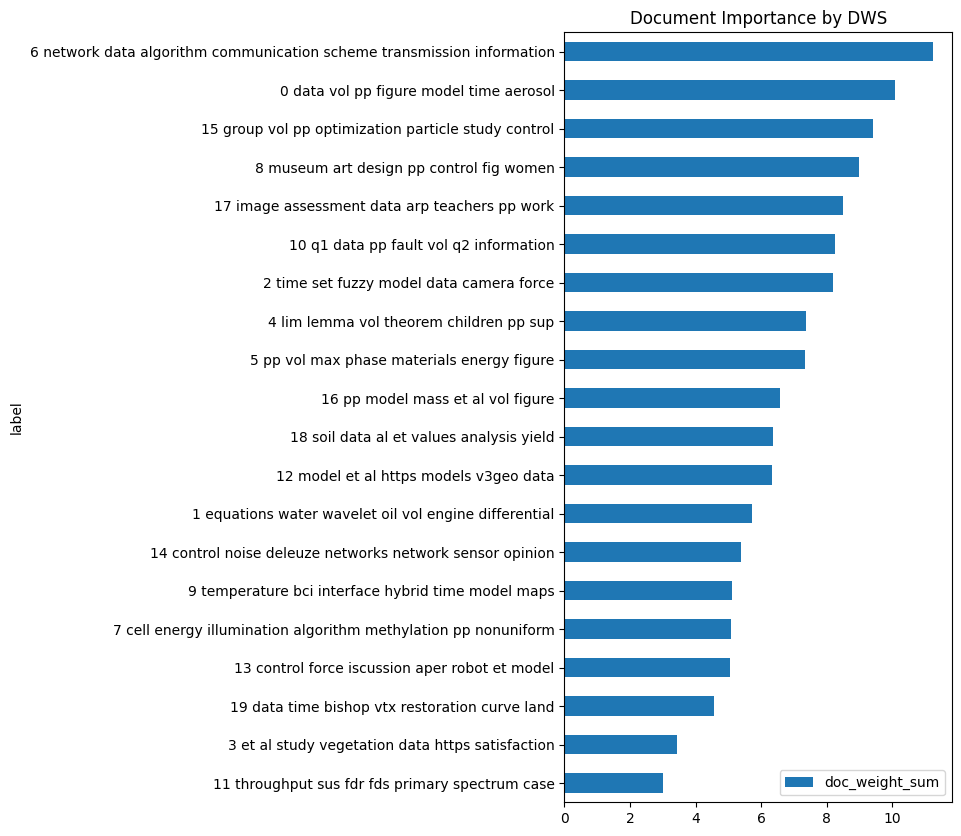 Document Importance by DWS
label
6 network data algorithm communication scheme transmission information
0 data vol pp figure model time aerosol
15 group vol pp optimization particle study control
8 museum art design pp control fig women
17 image assessment data arp teachers pp work
10 q1 data pp fault vol q2 information
2 time set fuzzy model data camera force
4 lim lemma vol theorem children pp sup
5 pp vol max phase materials energy figure
16 pp model mass et al vol figure
18 soil data al et values analysis yield
12 model et al https models v3geo data
1 equations water wavelet oil vol engine differential
14 control noise deleuze networks network sensor opinion
9 temperature bci interface hybrid time model maps
7 cell energy illumination algorithm methylation pp nonuniform
13 control force iscussion aper robot et model
19 data time bishop vtx restoration curve land
3 et al study vegetation data https satisfaction
11 throughput sus fdr fds primary spectrum case
doc_weight_sum
0 2 4 6 8 10